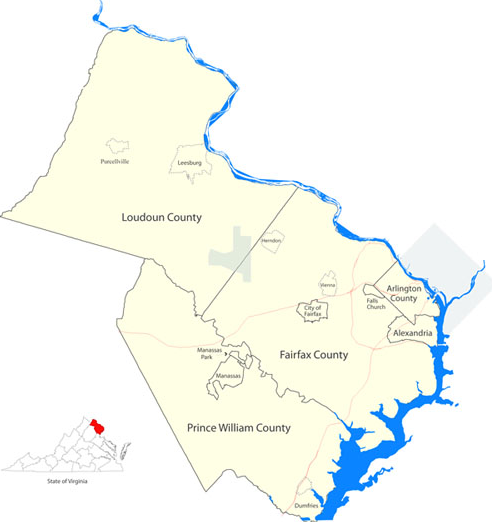 Purcellville
Leesburg
Loudoun County
Herndon
Vienna
Arlington
County
City of
Fairfax
Falls
Church
Alexandria
Manassas
Park
Fairfax County
Manassas
Prince William County
State of Virginia
Dumfries